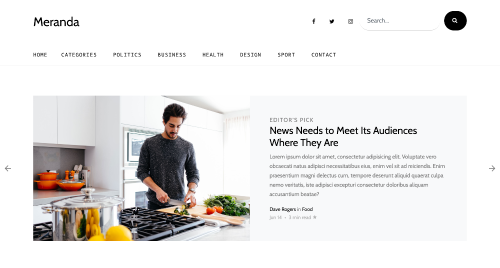 Meranda
Search...
HOME CATEGORIES POLITICS BUSINESS HEALTH DESIGN SPORT CONTACT
EDITOR'S PICK
News Needs to Meet Its Audiences
Where They Are
Lorem ipsum dolor sit amet, consectetur adipisicing elit. Voluptate vero
obcaecati natus adipisci necessitatibus eius, enim vel sit ad reiciendis. Enim
praesentium magni delectus cum, tempore deserunt aliquid quaerat culpa
nemo veritatis, iste adipisci excepturi consectetur doloribus aliquam
accusantium beatae?
Dave Rogers in Food
Jun 14 • 3 min read